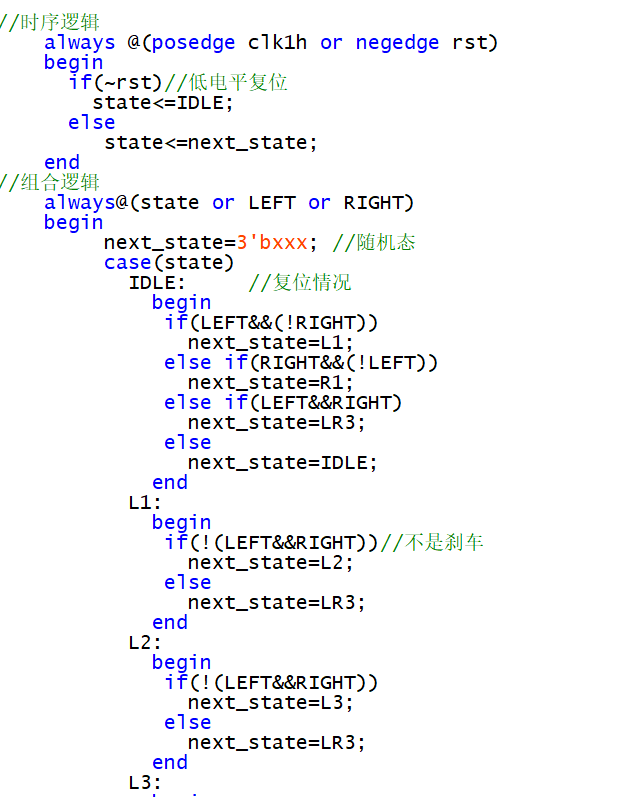 //时序逻辑
always @(posedge clk1h or negedge rst)
begin
if(~rst)//低电平复位
state<=IDLE;
else
state<=next_state;
end
//组合逻辑
always@(state or LEFT or RIGHT)
begin
next_state=3'bxxx; //随机态
case(state)
IDLE: //复位情况
begin
if(LEFT&&(!RIGHT))
next_state=L1;
else if(RIGHT&&(!LEFT))
next_state=R1;
else if(LEFT&&RIGHT)
next_state=LR3;
else
next_state=IDLE;
end
L1:
begin
if(!(LEFT&&RIGHT))//不是刹车
next_state=L2;
else
next_state=LR3;
end
L2:
begin
if(!(LEFT&&RIGHT))
next_state=L3;
else
next_state=LR3;
end
L3: